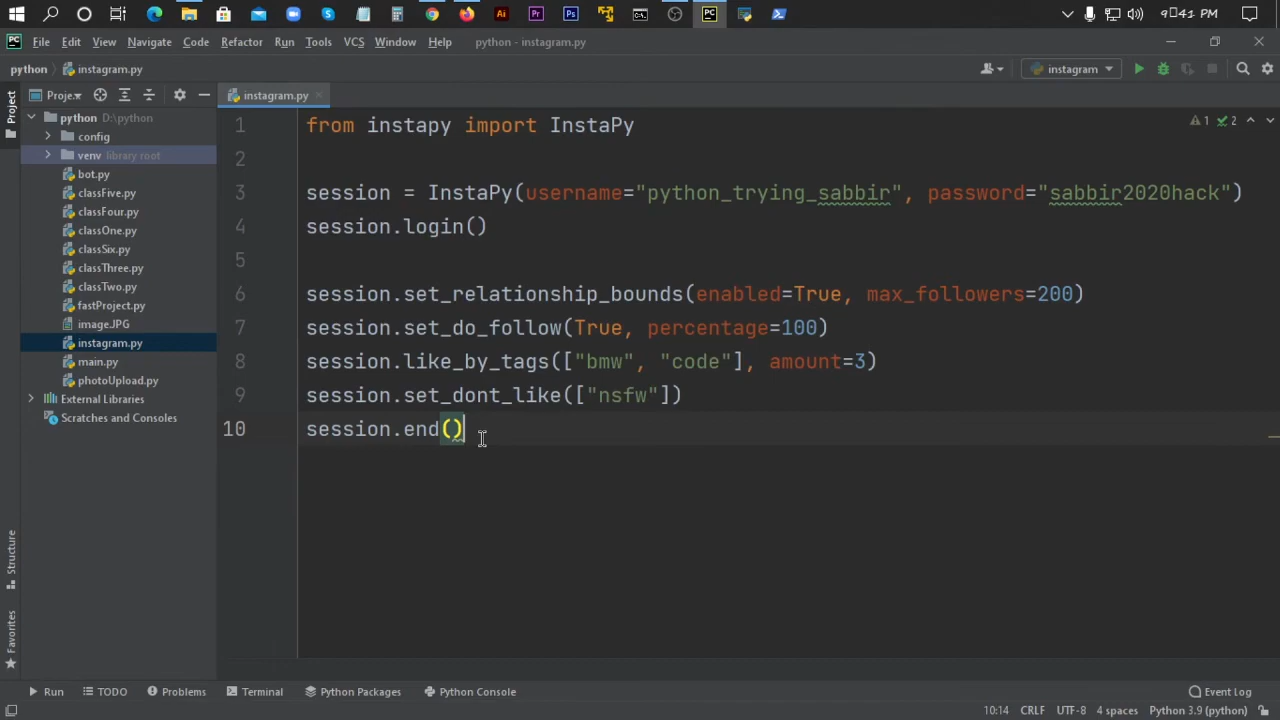 9:41 PM
PC File Edit View Navigate Code Refactor Run Tools VCS Window Help python - instagram.py
python instagram.py instagram
Project
Proje... instagram.py
python D:\python
config
venv library root
bot.py
classFive.py
classFour.py
classOne.py
classSix.py
classThree.py
classTwo.py
fastProject.py
image.JPG
instagram.py
main.py
photoUpload.py
External Libraries
Scratches and Consoles
1 from instapy import InstaPy
2
3 session = InstaPy(username="python_trying_sabbir", password="sabbir2020hack")
4 session.login()
5
6 session.set_relationship_bounds(enabled=True, max_followers=200)
7 session.set_do_follow(True, percentage=100)
8 session.like_by_tags(["bmw", "code"], amount=3)
9 session.set_dont_like(["nsfw"])
10 session.end()
1 2
Structure
Favorites
Run TODO Problems Terminal Python Packages Python Console Event Log
10:14 CRLF UTF-8 4 spaces Python 3.9 (python)